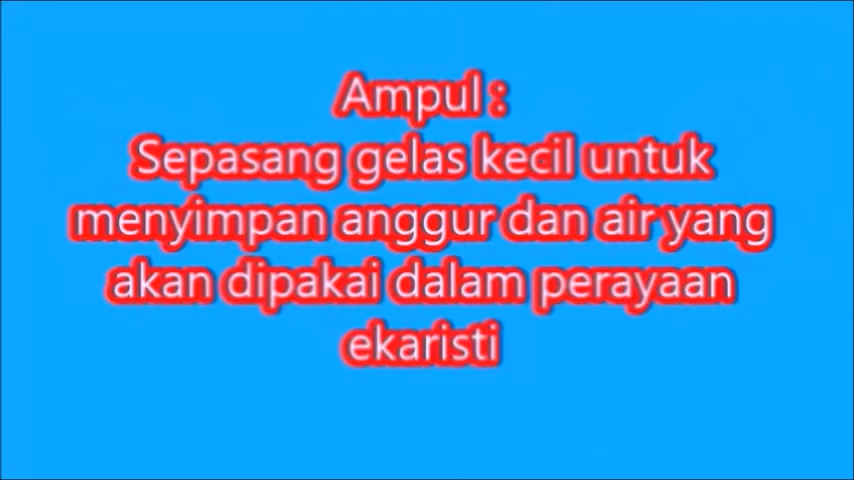 Ampul :
Sepasang gelas kecil untuk
menyimpan anggur dan air yang
akan dipakai dalam perayaan
ekaristi